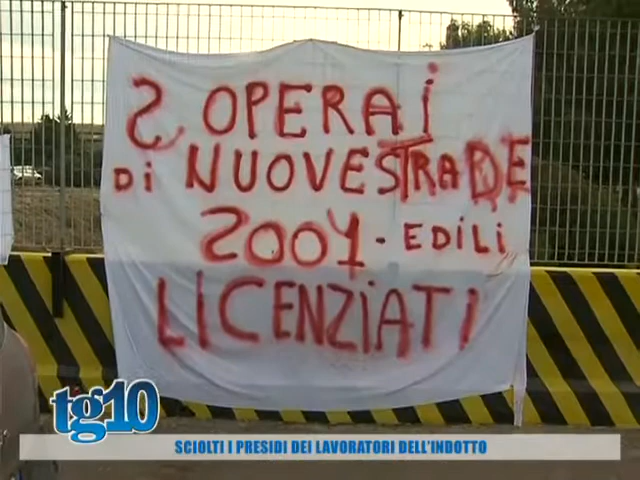 2 OPERAI
Di NUOVESTRADE
2001 - EDiLi
LICENZIATI
tg10
SCIOLTI I PRESIDI DEI LAVORATORI DELL'INDOTTO